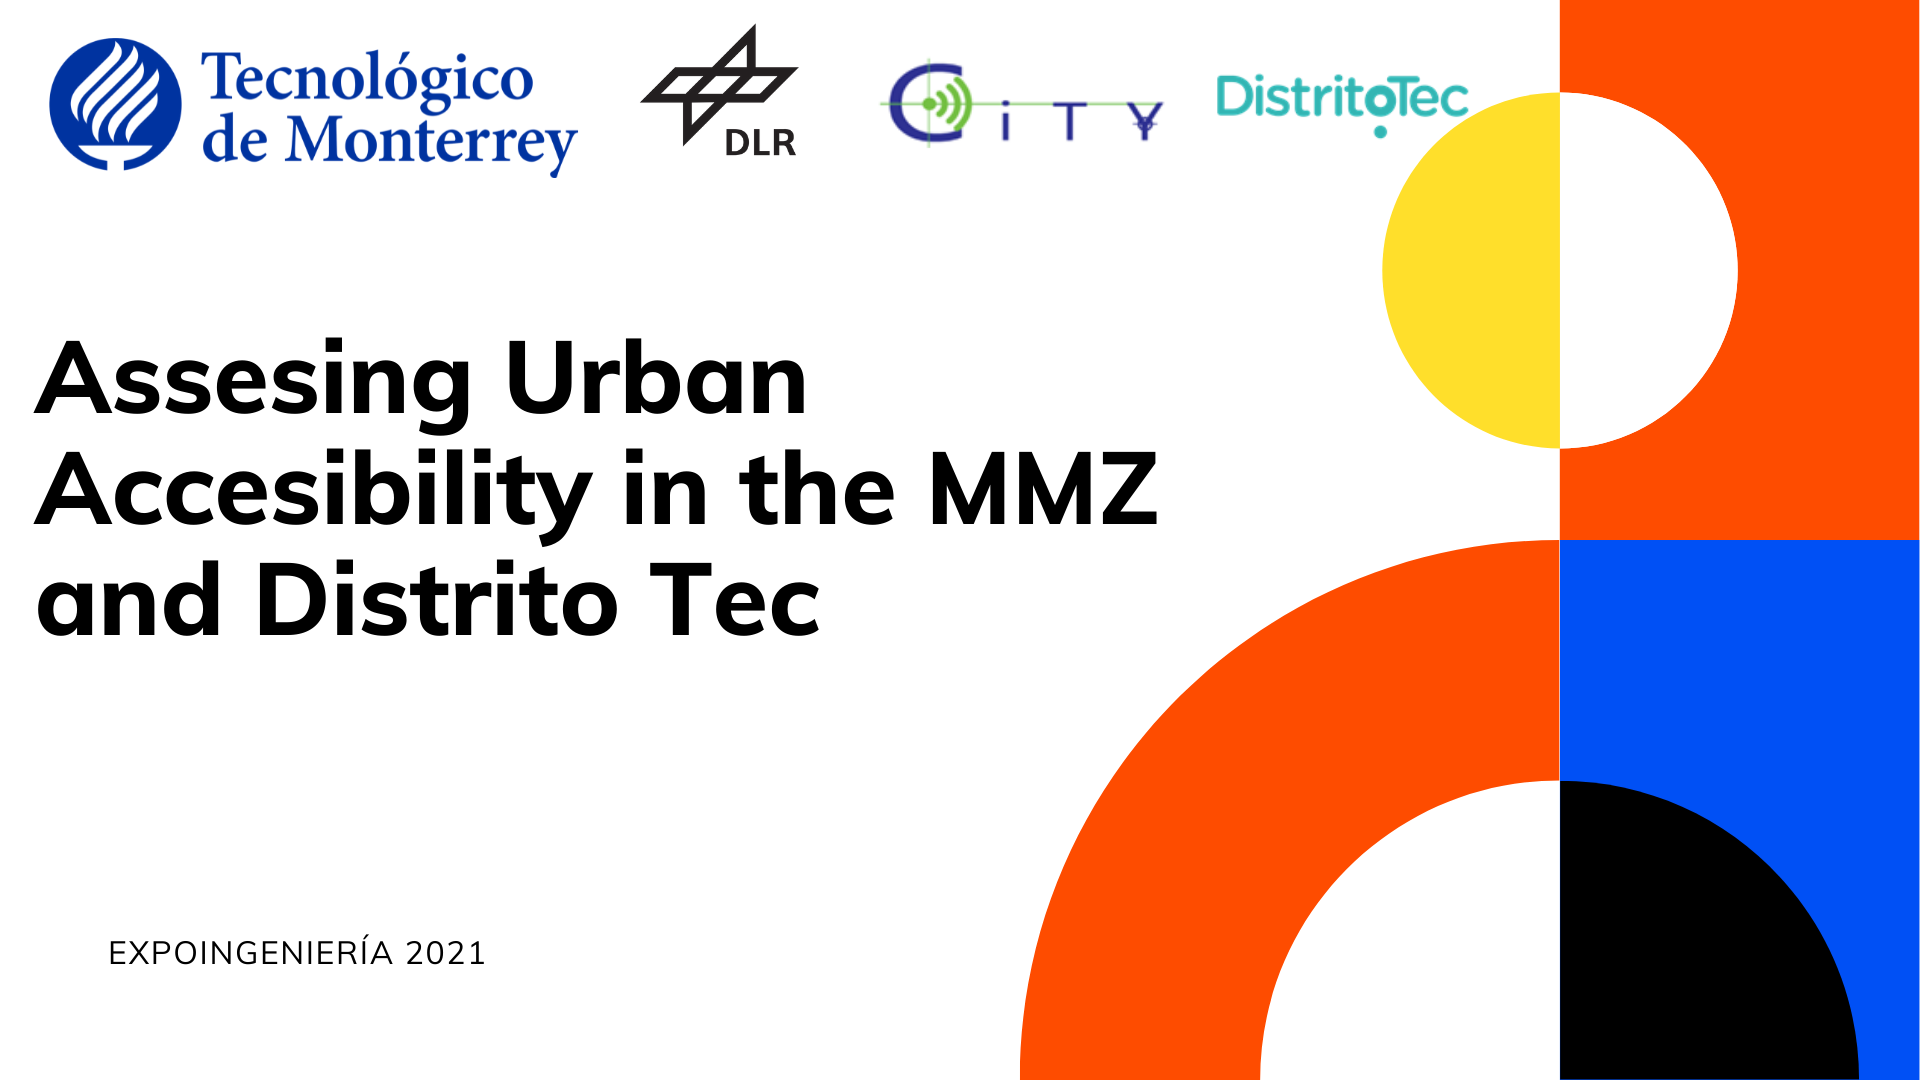 Tecnológico
de Monterrey
DLR
CiTY
DistritoTec
Assesing Urban
Accesibility in the MMZ
and Distrito Tec
EXPOINGENIERÍA 2021